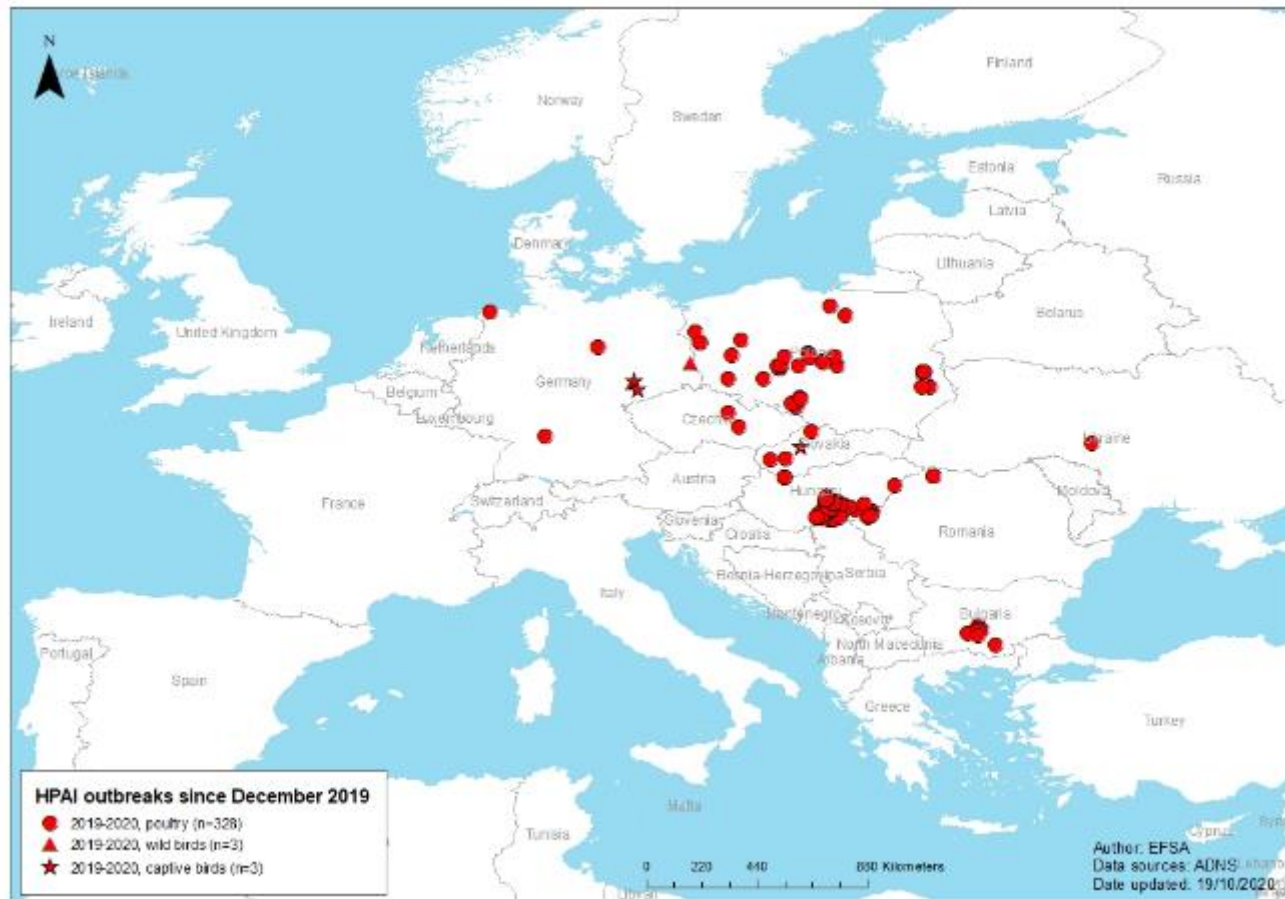 N
Islands
Finland
Norway
Sweden
Estonia
Russia
Latvia
Denmark
Lithuania
Ireland
United Kingdom
Belarus
Netherlands
Germany
Belgium
Luxembourg
Czech
Ukraine
Slovakia
France
Austria
Moldova
Switzerland
Hungary
Slovenia
Croatia
Romania
Bosnia-Herzegovina
Serbia
Italy
Montenegro
Kosovo
Bulgaria
North Macedonia
Albania
Portugal
Spain
Greece
Turkey
Malta
Tunisia
Cyprus
HPAI outbreaks since December 2019
2019-2020, poultry (n=328)
2019-2020, wild birds (n=3)
2019-2020, captive birds (n=3)
0 220 440 880 Kilometers
Author: EFSA
Data sources: ADNS
Date updated: 19/10/2020